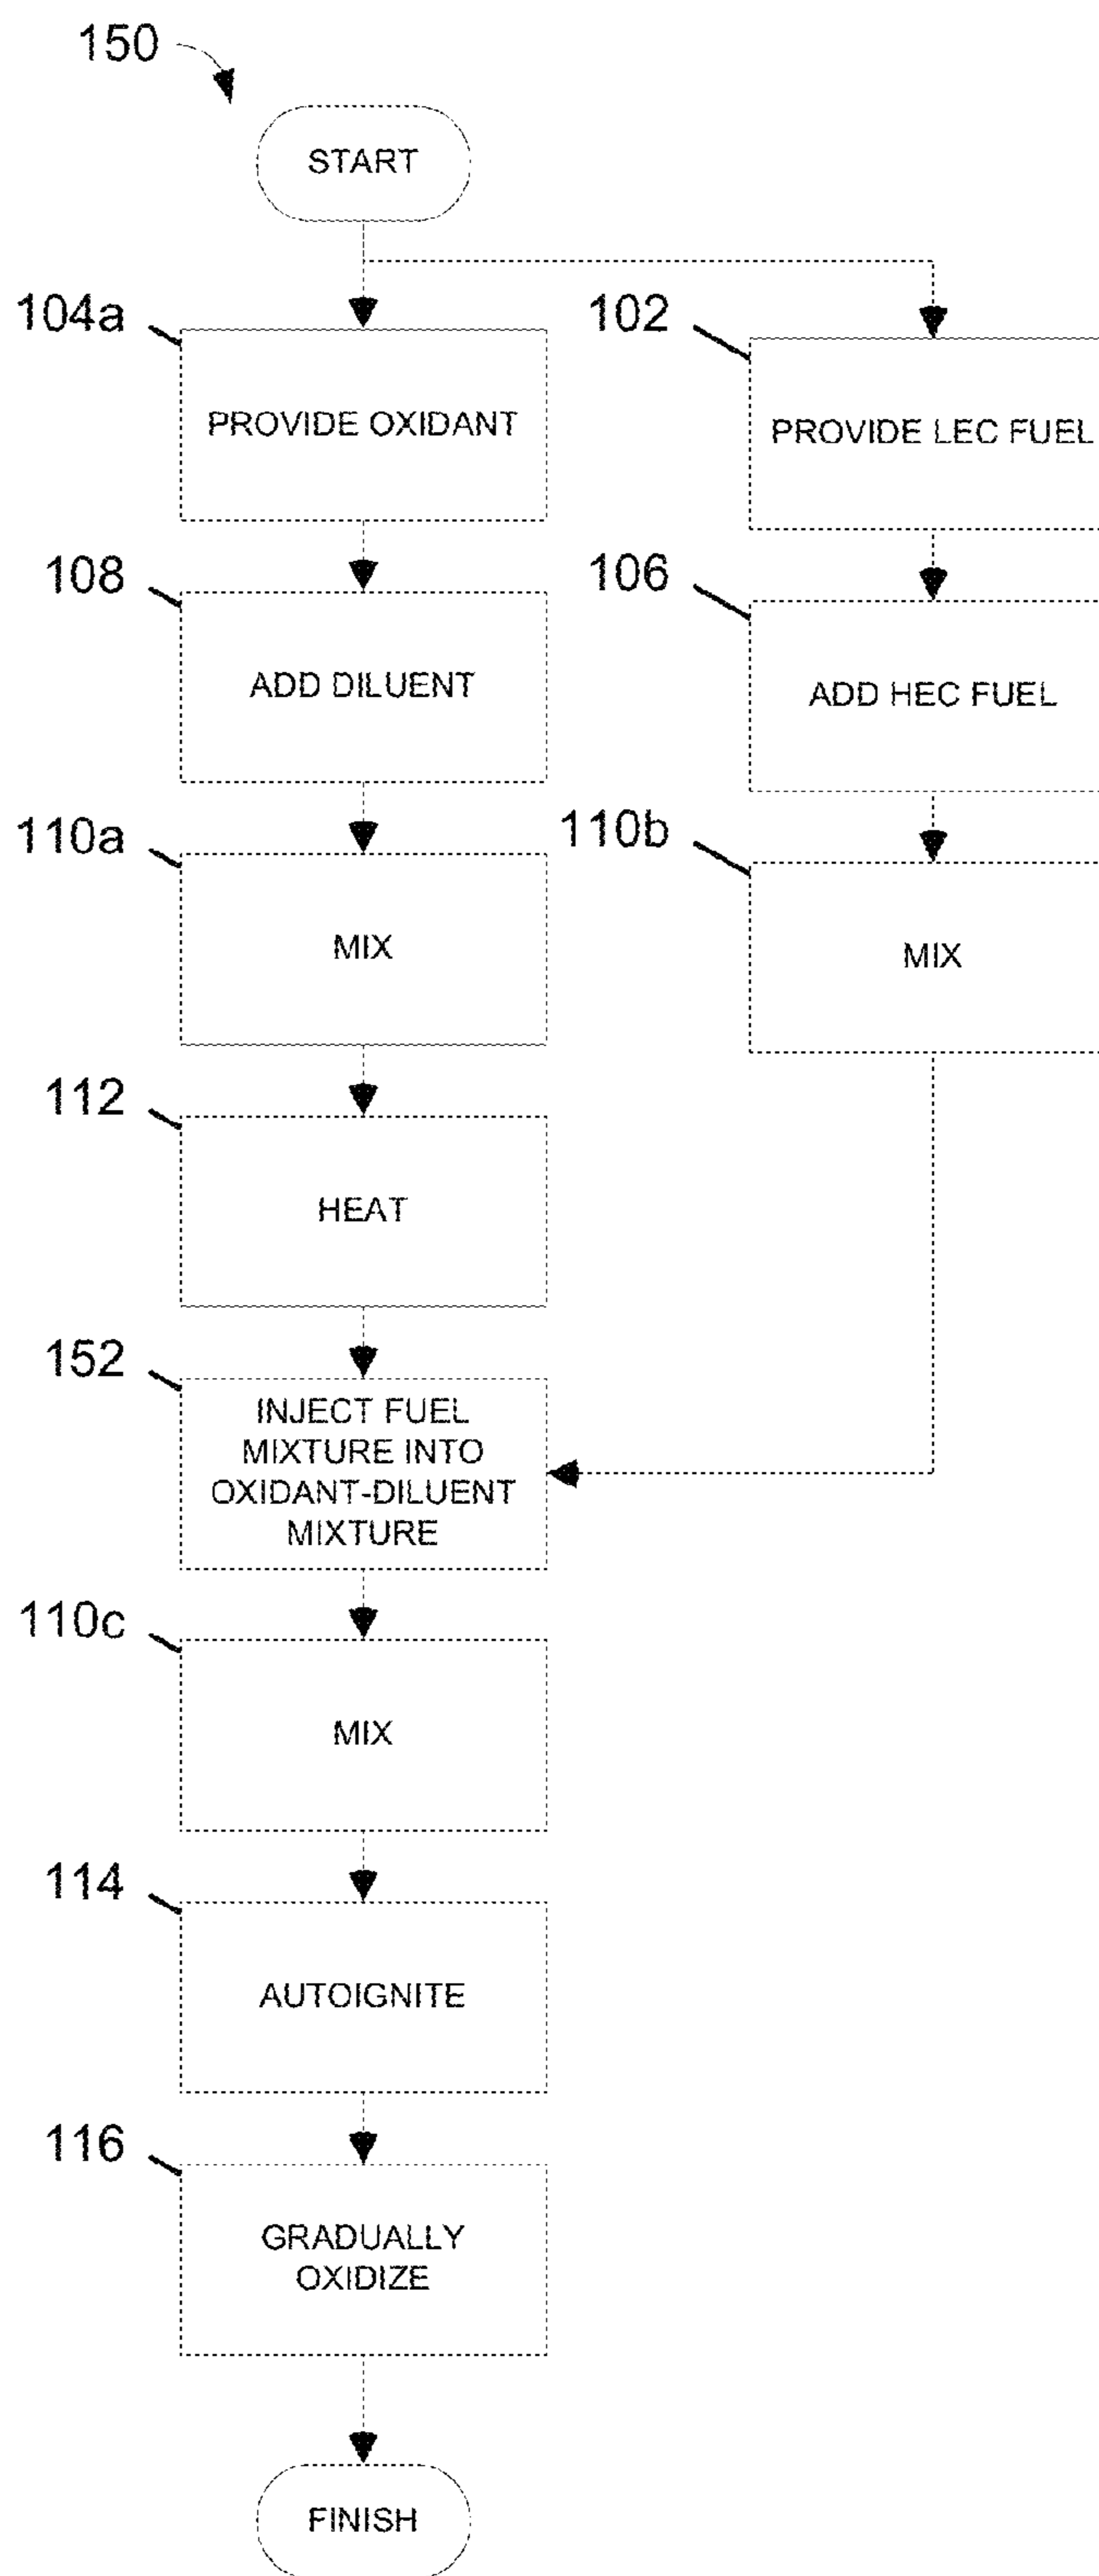 150
START
104a
PROVIDE OXIDANT
102
PROVIDE LEC FUEL
108
ADD DILUENT
106
ADD HEC FUEL
110a
MIX
110b
MIX
112
HEAT
152
INJECT FUEL
MIXTURE INTO
OXIDANT-DILUENT
MIXTURE
110c
MIX
114
AUTOIGNITE
116
GRADUALLY
OXIDIZE
FINISH